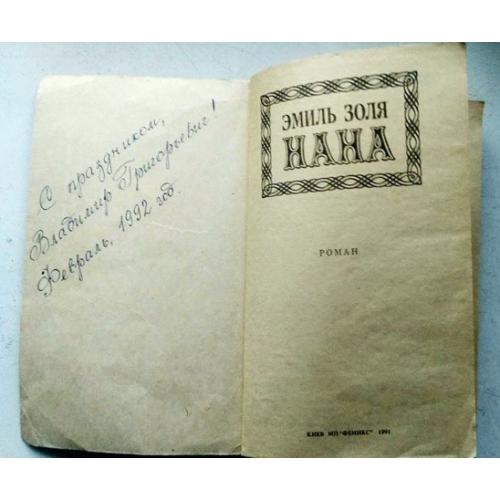 С праздником,
Владимир Григорьевич!
Февраль, 1992 год.
ЭМИЛЬ ЗОЛЯ
НАНА
РОМАН
КИЕВ МП "ФЕНИКС" 1991